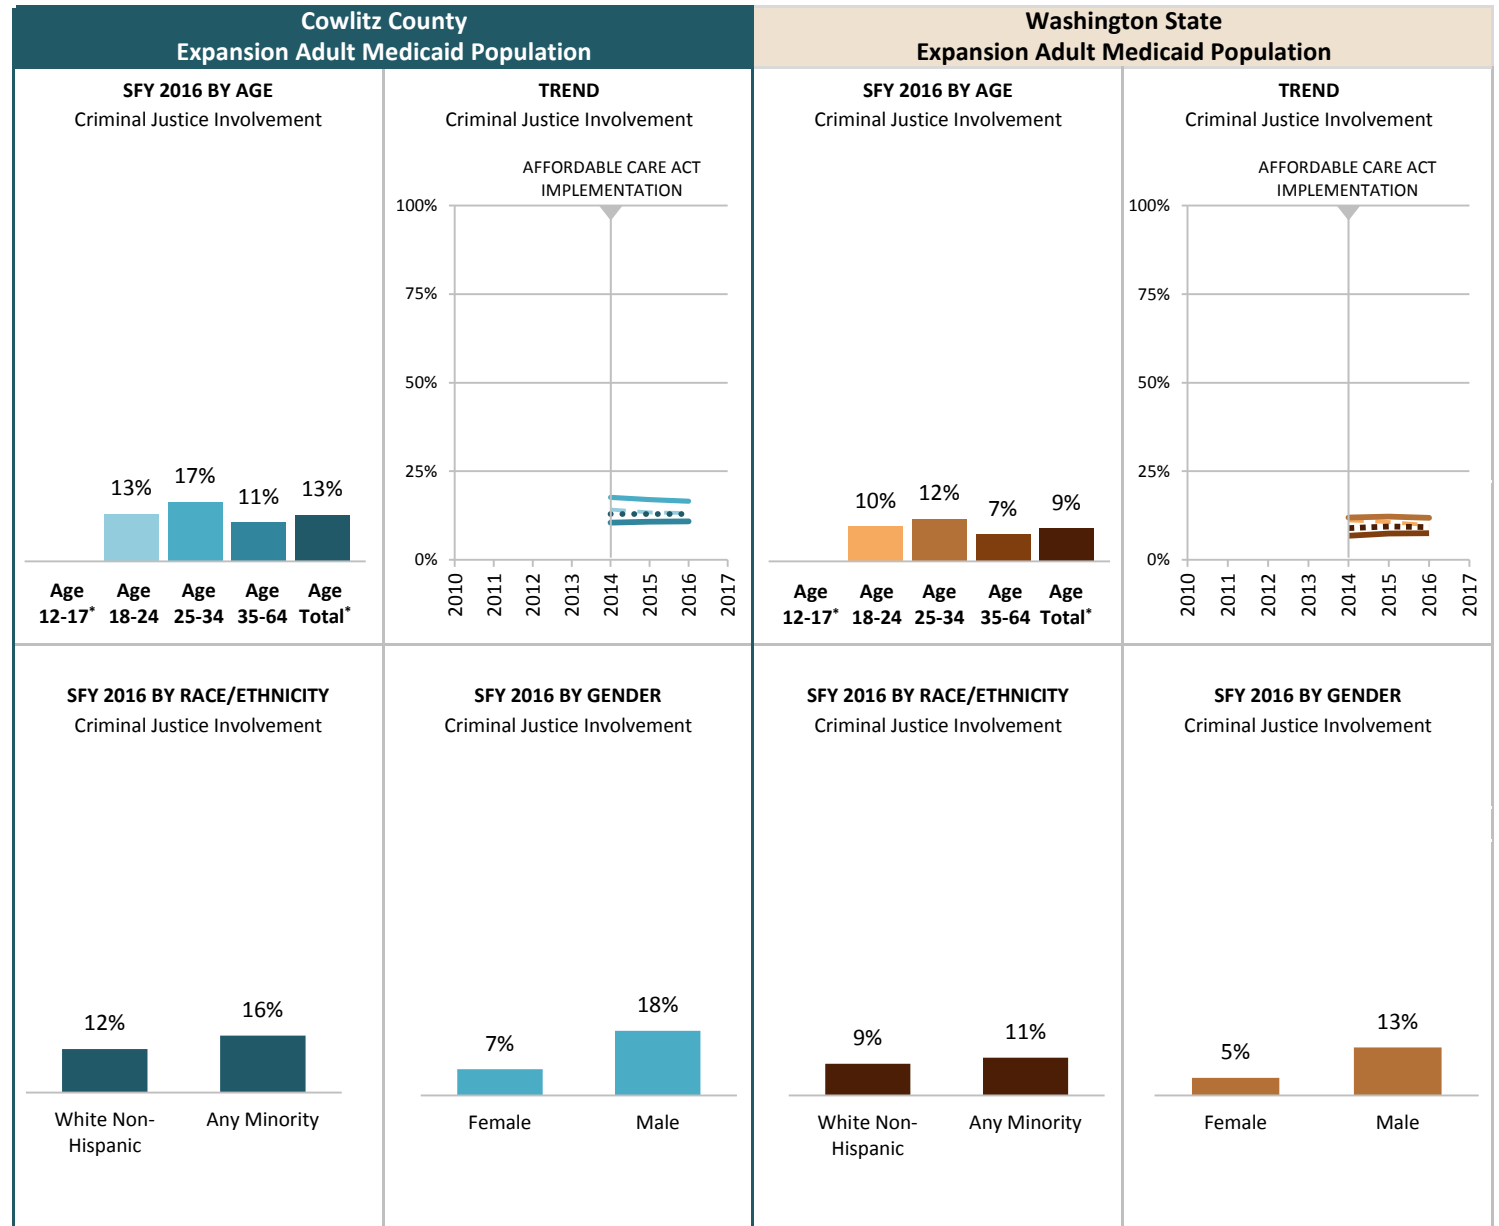 Cowlitz County
Expansion Adult Medicaid Population
Washington State
Expansion Adult Medicaid Population
SFY 2016 BY AGE
Criminal Justice Involvement
13%
17%
11%
13%
Age 12-17*
Age 18-24
Age 25-34
Age 35-64
Age Total*
TREND
Criminal Justice Involvement
AFFORDABLE CARE ACT
IMPLEMENTATION
100%
75%
50%
25%
0%
2010
2011
2012
2013
2014
2015
2016
2017
SFY 2016 BY AGE
Criminal Justice Involvement
10%
12%
7%
9%
Age 12-17*
Age 18-24
Age 25-34
Age 35-64
Age Total*
TREND
Criminal Justice Involvement
AFFORDABLE CARE ACT
IMPLEMENTATION
100%
75%
50%
25%
0%
2010
2011
2012
2013
2014
2015
2016
2017
SFY 2016 BY RACE/ETHNICITY
Criminal Justice Involvement
12%
16%
White Non-
Hispanic
Any Minority
SFY 2016 BY GENDER
Criminal Justice Involvement
7%
18%
Female
Male
SFY 2016 BY RACE/ETHNICITY
Criminal Justice Involvement
9%
11%
White Non-
Hispanic
Any Minority
SFY 2016 BY GENDER
Criminal Justice Involvement
5%
13%
Female
Male